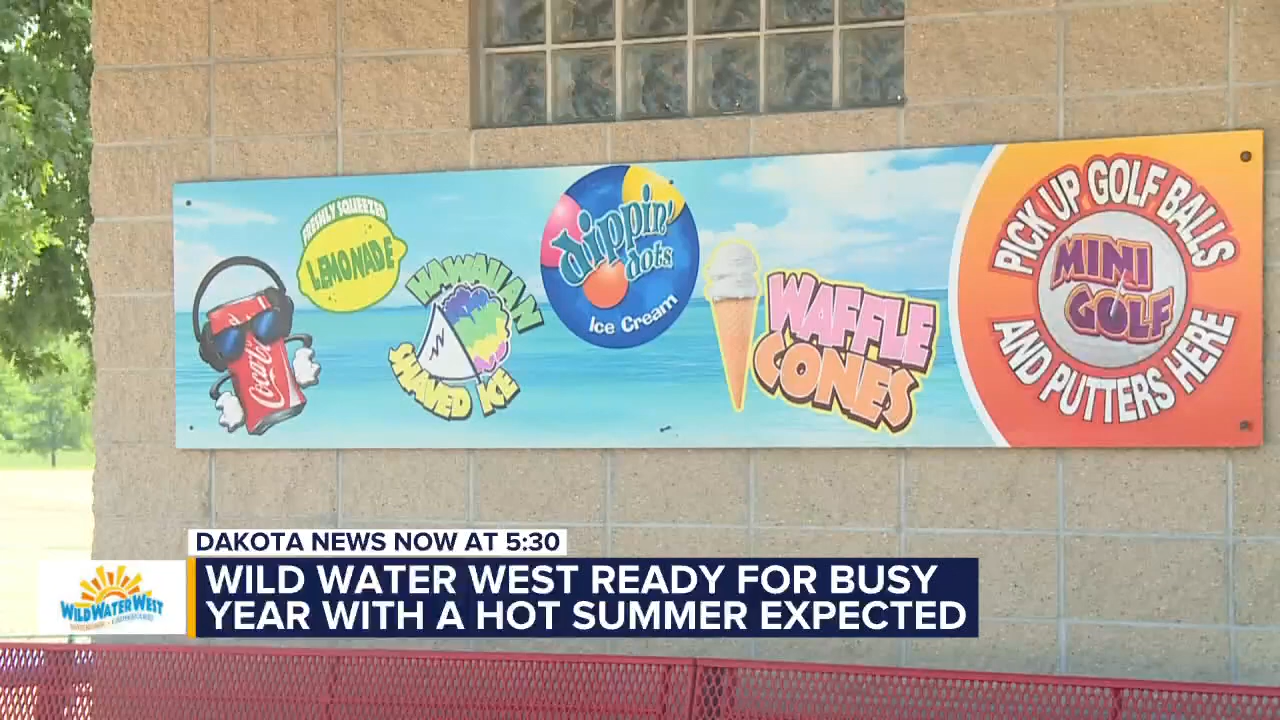 FRESHLY SQUEEZED
LEMONADE
Coca-Cola
HAWAIIAN
SHAVED ICE
dippin'
dots
Ice Cream
WAFFLE
CONES
PICK UP GOLF BALLS
MINI
GOLF
AND PUTTERS HERE
DAKOTA NEWS NOW AT 5:30
WILD WATER WEST
WILD WATER WEST READY FOR BUSY
YEAR WITH A HOT SUMMER EXPECTED